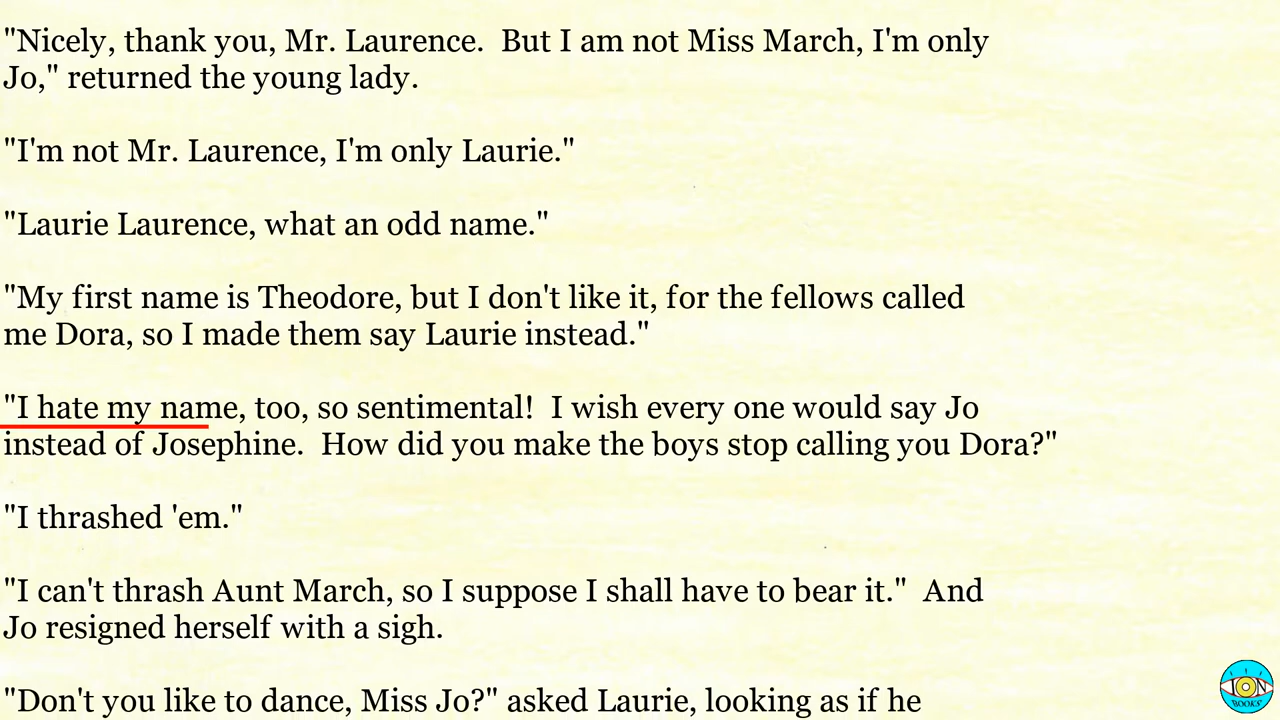 "Nicely, thank you, Mr. Laurence.  But I am not Miss March, I'm only
Jo," returned the young lady.
"I'm not Mr. Laurence, I'm only Laurie."
"Laurie Laurence, what an odd name."
"My first name is Theodore, but I don't like it, for the fellows called
me Dora, so I made them say Laurie instead."
"I hate my name, too, so sentimental!  I wish every one would say Jo
instead of Josephine.  How did you make the boys stop calling you Dora?"
"I thrashed 'em."
"I can't thrash Aunt March, so I suppose I shall have to bear it."  And
Jo resigned herself with a sigh.
"Don't you like to dance, Miss Jo?" asked Laurie, looking as if he
ION
BOOKS